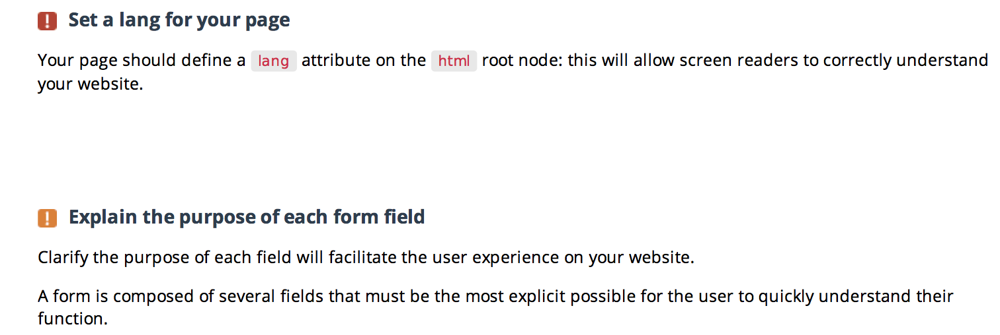 Set a lang for your page
Your page should define a lang attribute on the html root node: this will allow screen readers to correctly understand
your website.
Explain the purpose of each form field
Clarify the purpose of each field will facilitate the user experience on your website.
A form is composed of several fields that must be the most explicit possible for the user to quickly understand their
function.